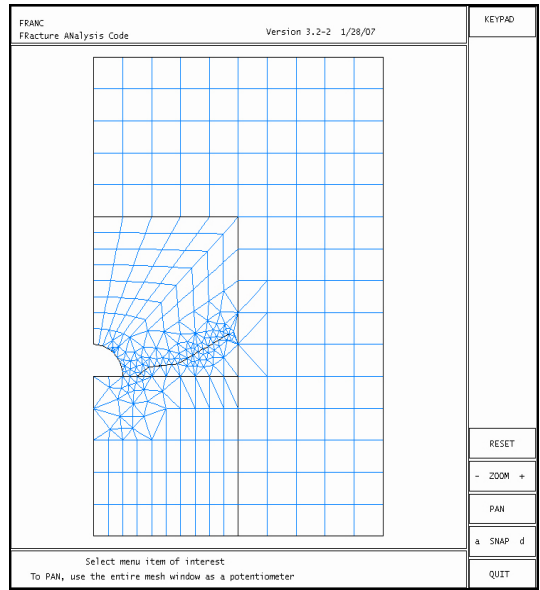 FRANC
FRacture ANalysis Code
Version 3.2-2 1/28/07
KEYPAD
RESET
- ZOOM +
PAN
a SNAP d
QUIT
Select menu item of interest
To PAN, use the entire mesh window as a potentiometer